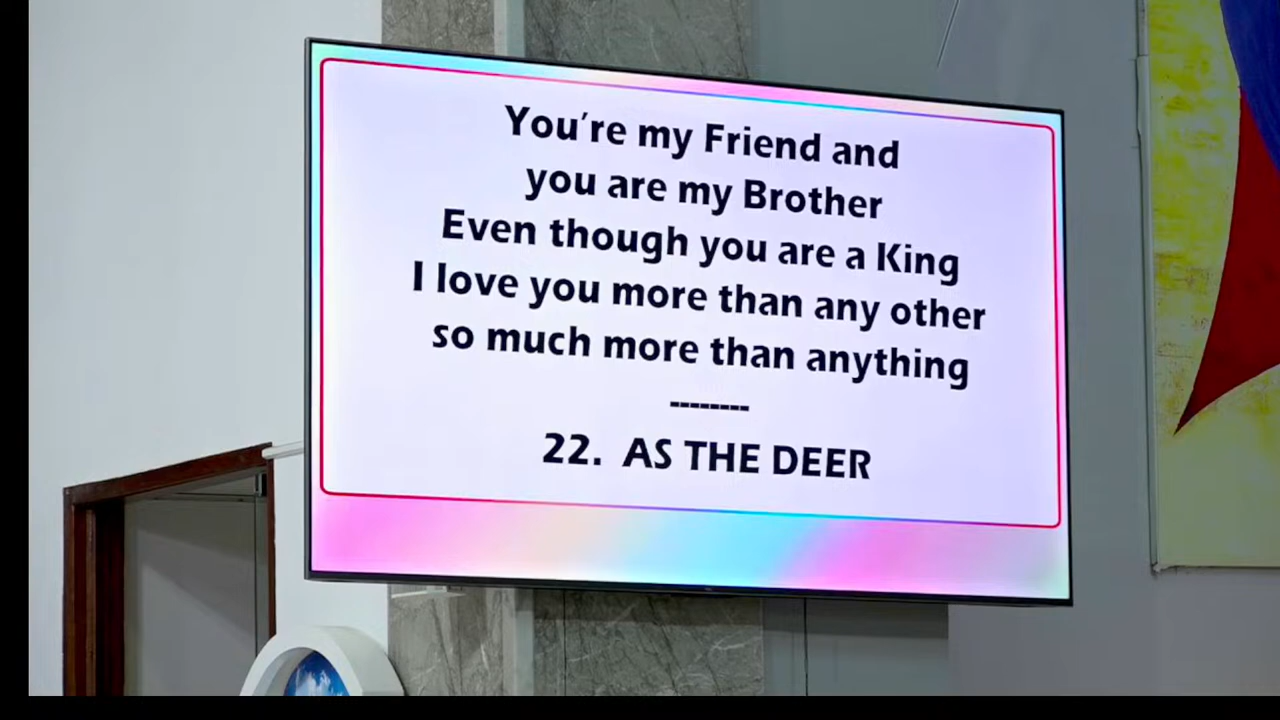 You're my Friend and
you are my Brother
Even though you are a King
I love you more than any other
so much more than anything
--------
22. AS THE DEER